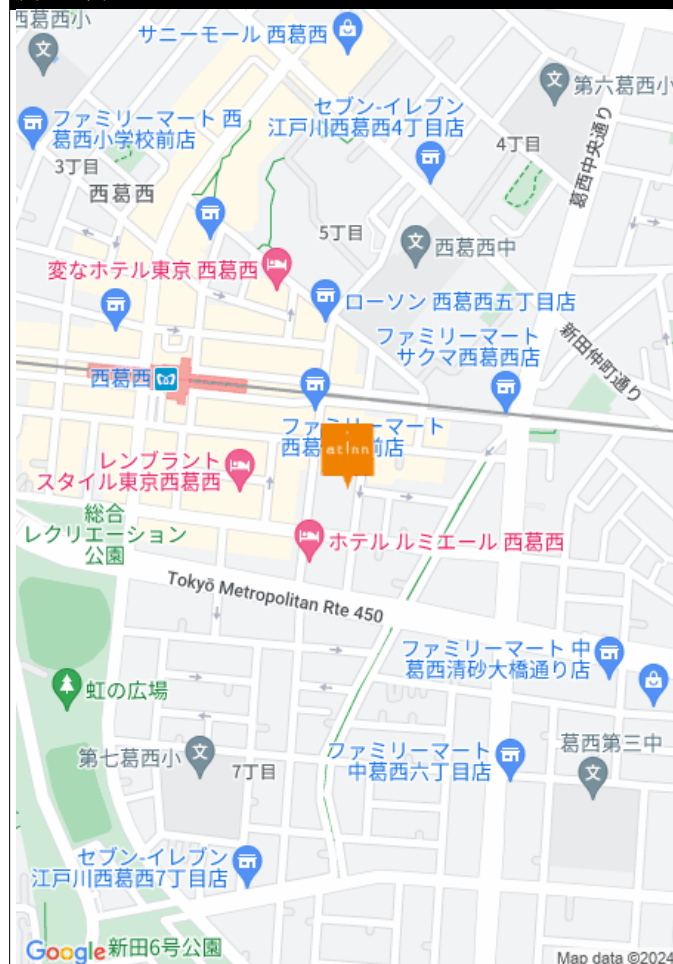 西葛西小
サニーモール 西葛西
第六葛西小
ファミリーマート 西
葛西小学校前店
セブン-イレブン
江戸川西葛西4丁目店
4丁目
葛西中央通り
3丁目
西葛西
5丁目
西葛西中
変なホテル東京 西葛西
ローソン 西葛西五丁目店
ファミリーマート
サクマ西葛西店
新田仲町通り
西葛西
ファミリーマート
西葛
前店
at inn
レンブラント
スタイル東京西葛西
総合
レクリエーション
公園
ホテル ルミエール 西葛西
Tokyō Metropolitan Rte 450
ファミリーマート 中
葛西清砂大橋通り店
虹の広場
第七葛西小
7丁目
ファミリーマート
中葛西六丁目店
葛西第三中
セブン-イレブン
江戸川西葛西7丁目店
Google
新田6号公園
Map data ©2024